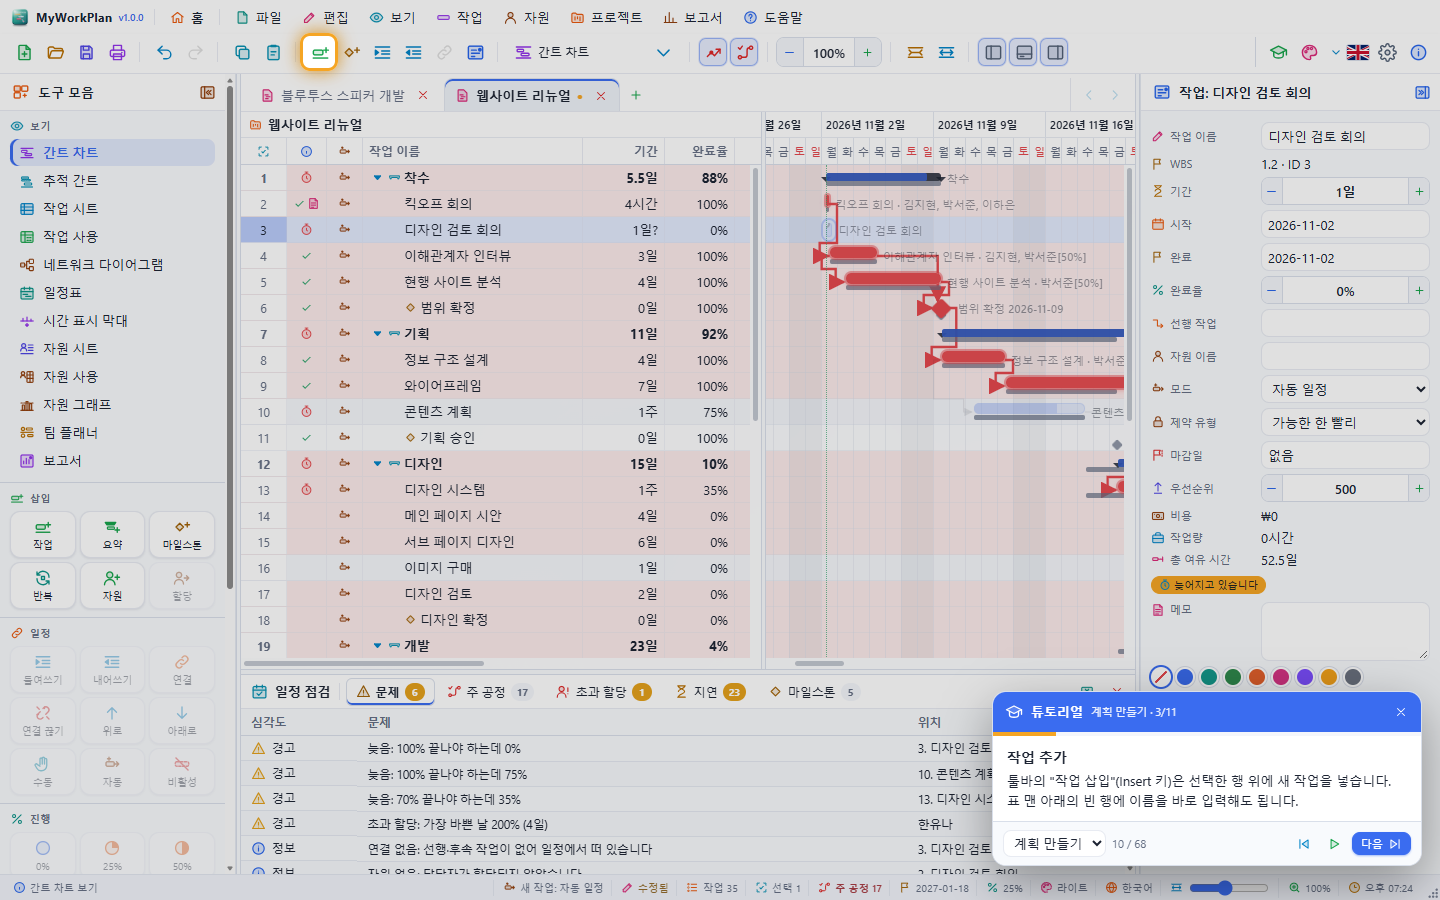 MyWorkPlan v1.0.0 홈 파일 편집 보기 작업 자원 프로젝트 보고서 도움말
간트 차트 100%
도구 모음
보기
간트 차트
추적 간트
작업 시트
작업 사용
네트워크 다이어그램
일정표
시간 표시 막대
자원 시트
자원 사용
자원 그래프
팀 플래너
보고서
삽입
작업 요약 마일스톤
반복 자원 할당
일정
들여쓰기 내어쓰기 연결
연결 끊기 위로 아래로
수동 자동 비활성
진행
0% 25% 50%
블루투스 스피커 개발 웹사이트 리뉴얼
웹사이트 리뉴얼
작업 이름 기간 완료율
1 착수 5.5일 88%
2 킥오프 회의 4시간 100%
3 디자인 검토 회의 1일? 0%
4 이해관계자 인터뷰 3일 100%
5 현행 사이트 분석 4일 100%
6 범위 확정 0일 100%
7 기획 11일 92%
8 정보 구조 설계 4일 100%
9 와이어프레임 7일 100%
10 콘텐츠 계획 1주 75%
11 기획 승인 0일 100%
12 디자인 15일 10%
13 디자인 시스템 1주 35%
14 메인 페이지 시안 4일 0%
15 서브 페이지 디자인 6일 0%
16 이미지 구매 1일 0%
17 디자인 검토 2일 0%
18 디자인 확정 0일 0%
19 개발 23일 4%
월 26일 2026년 11월 2일 2026년 11월 9일 2026년 11월 16일
목 금 토 일 월 화 수 목 금 토 일 월 화 수 목 금 토 일 월 화 수 목 금 토
착수
킥오프 회의 · 김지현, 박서준, 이하은
디자인 검토 회의
이해관계자 인터뷰 · 김지현, 박서준[50%]
현행 사이트 분석 · 박서준[50%]
범위 확정 2026-11-09
정보 구조 설계 · 박서준
콘텐츠
일정 점검 문제 6 주 공정 17 초과 할당 1 지연 23 마일스톤 5
심각도 문제 위치
경고 늦음: 100% 끝나야 하는데 0% 3. 디자인 검토
경고 늦음: 100% 끝나야 하는데 75% 10. 콘텐츠 계획
경고 늦음: 70% 끝나야 하는데 35% 13. 디자인 시스
경고 초과 할당: 가장 바쁜 날 200% (4일) 한유나
정보 연결 없음: 선행·후속 작업이 없어 일정에서 떠 있습니다 3. 디자인 검토
작업: 디자인 검토 회의
작업 이름 디자인 검토 회의
WBS 1.2 · ID 3
기간 1일
시작 2026-11-02
완료 2026-11-02
완료율 0%
선행 작업
자원 이름
모드 자동 일정
제약 유형 가능한 한 빨리
마감일 없음
우선순위 500
비용 ₩0
작업량 0시간
총 여유 시간 52.5일
늦어지고 있습니다
메모
튜토리얼 계획 만들기 · 3/11
작업 추가
툴바의 "작업 삽입"(Insert 키)은 선택한 행 위에 새 작업을 넣습니다.
표 맨 아래의 빈 행에 이름을 바로 입력해도 됩니다.
계획 만들기 10 / 68 다음
간트 차트 보기 새 작업: 자동 일정 수정됨 작업 35 선택 1 주 공정 17 2027-01-18 25% 라이트 한국어 100% 오후 07:24